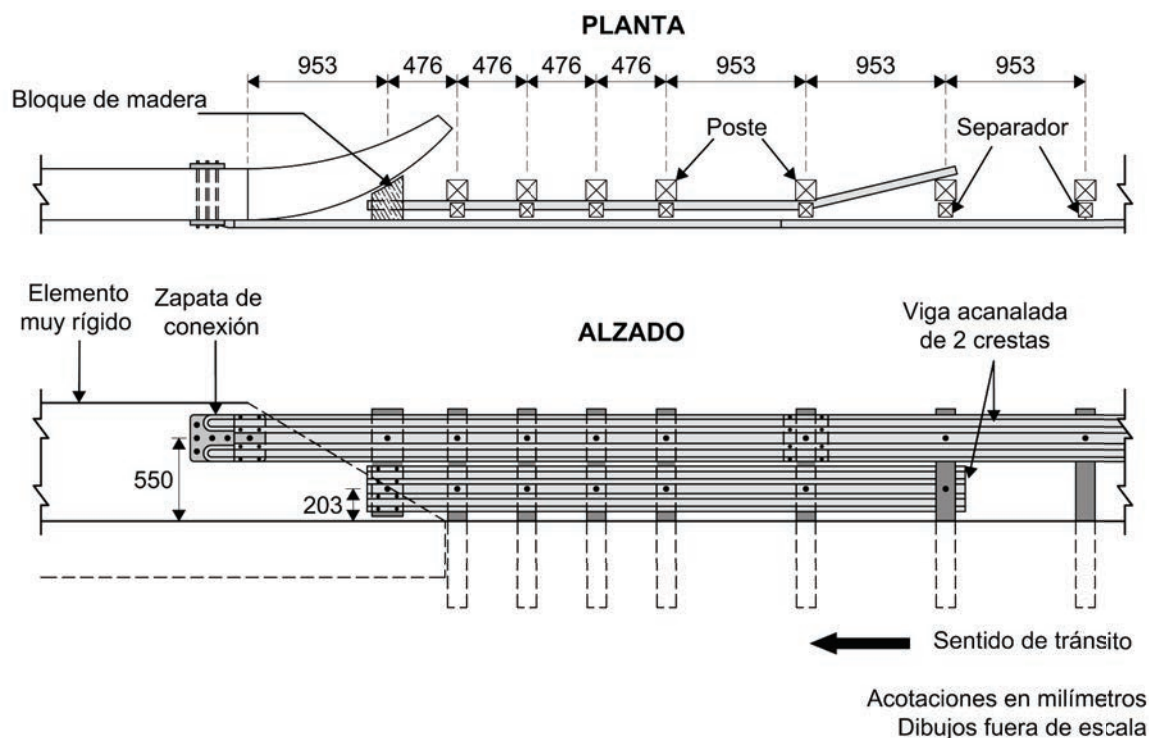 PLANTA
953 476 476 476 476 953 953 953
Bloque de madera
Poste
Separador
Elemento
muy rígido
Zapata de
conexión
ALZADO
Viga acanalada
de 2 crestas
550
203
Sentido de tránsito
Acotaciones en milímetros
Dibujos fuera de escala